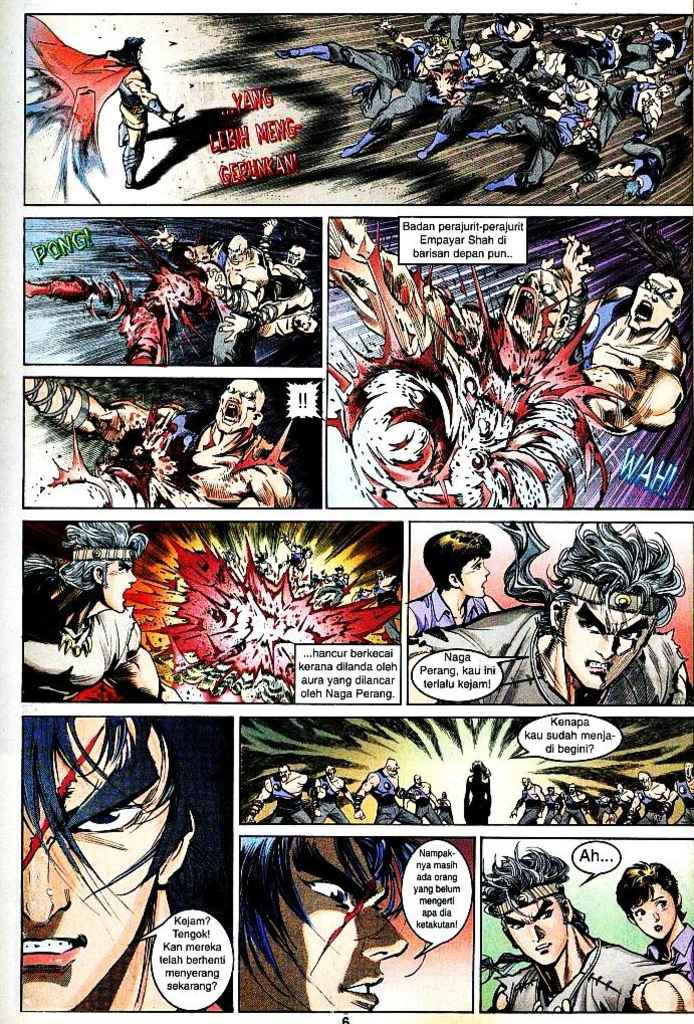 ...YANG
LEBIH MENG-
GERUNKAN!
PONG!
Badan perajurit-perajurit
Empayar Shah di
barisan depan pun..
!!
WAH!
...hancur berkecai
kerana dilanda oleh
aura yang dilancar
oleh Naga Perang.
Naga
Perang, kau ini
terlalu kejam!
Kejam?
Tengok!
Kan mereka
telah berhenti
menyerang
sekarang?
Kenapa
kau sudah menja-
di begini?
Nampak-
nya masih
ada orang
yang belum
mengerti
apa dia
ketakutan!
Ah...
6